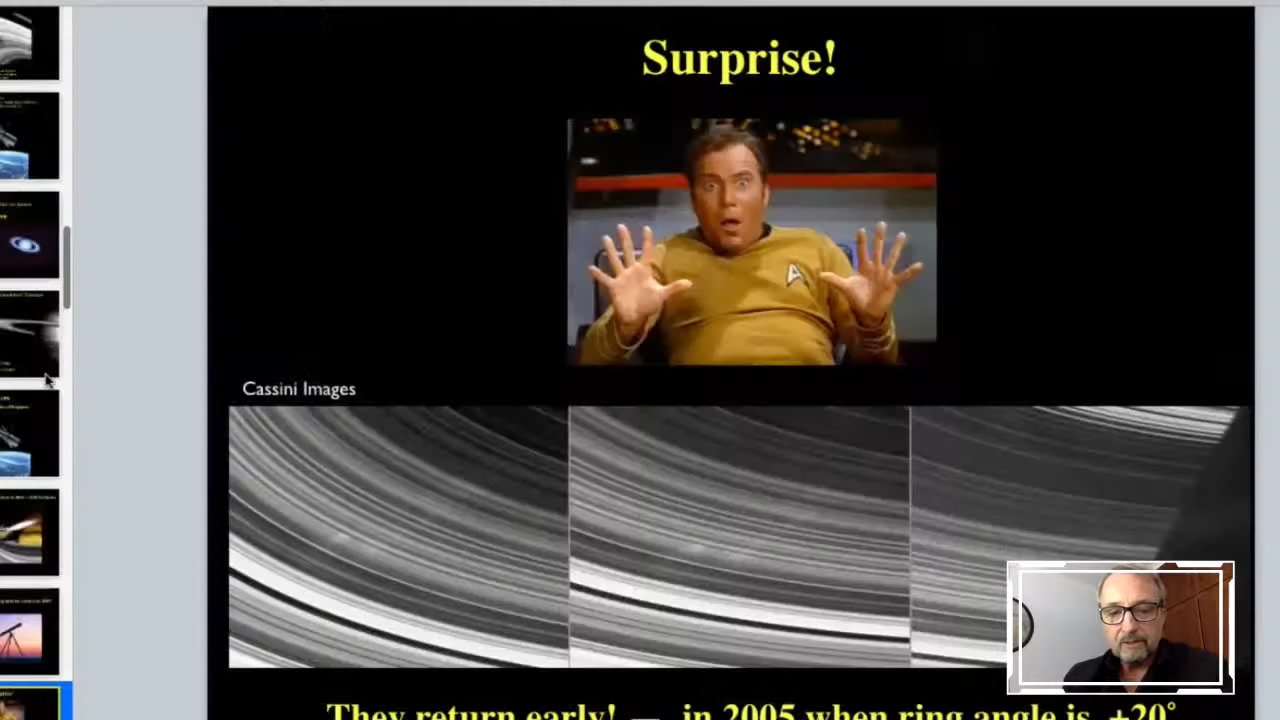 Surprise!
Cassini Images
They return early! — in 2005 when ring angle is +20°